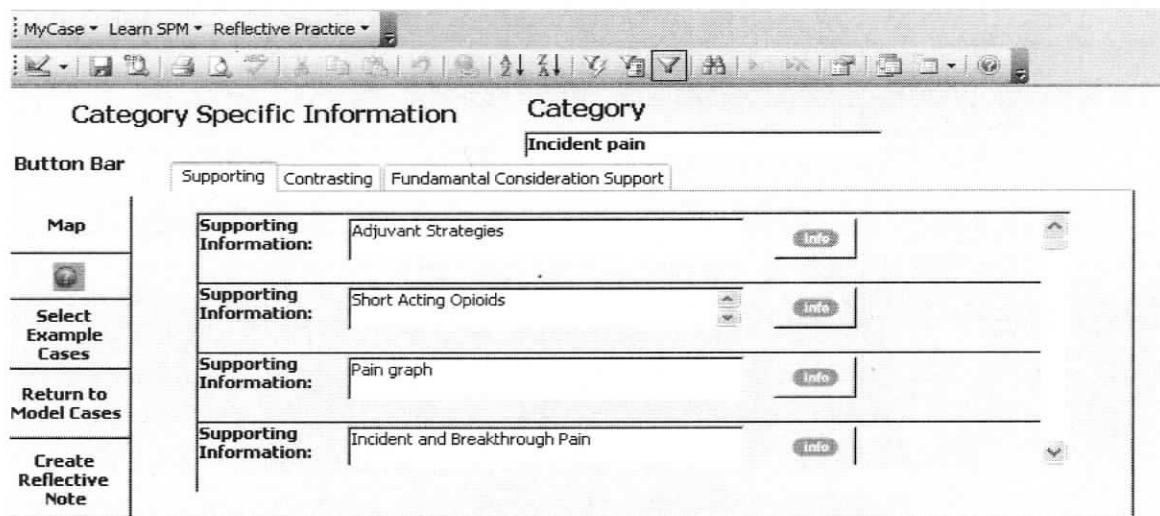 MyCase Learn SPM Reflective Practice
Category Specific Information
Category
Incident pain
Button Bar
Supporting Contrasting Fundamantal Consideration Support
Map
Select
Example
Cases
Return to
Model Cases
Create
Reflective
Note
Supporting
Information:
Adjuvant Strategies
Info
Supporting
Information:
Short Acting Opioids
Info
Supporting
Information:
Pain graph
Info
Supporting
Information:
Incident and Breakthrough Pain
Info